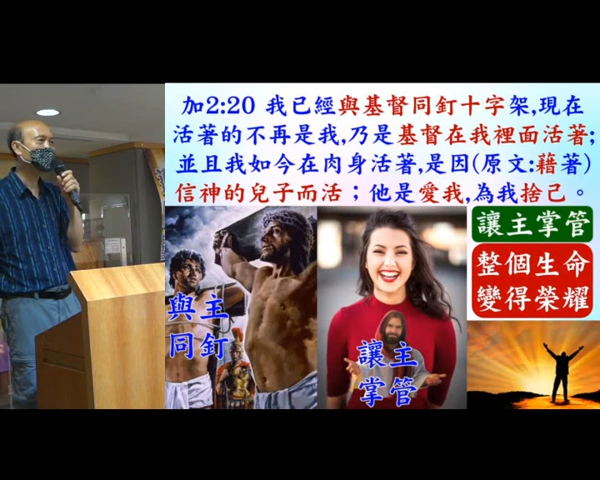 加2:20 我已經與基督同釘十字架,現在
活著的不再是我,乃是基督在我裡面活著;
並且我如今在肉身活著,是因(原文:藉著)
信神的兒子而活；他是愛我,為我捨己。
讓主掌管
整個生命
變得榮耀
與主
同釘
讓主
掌管